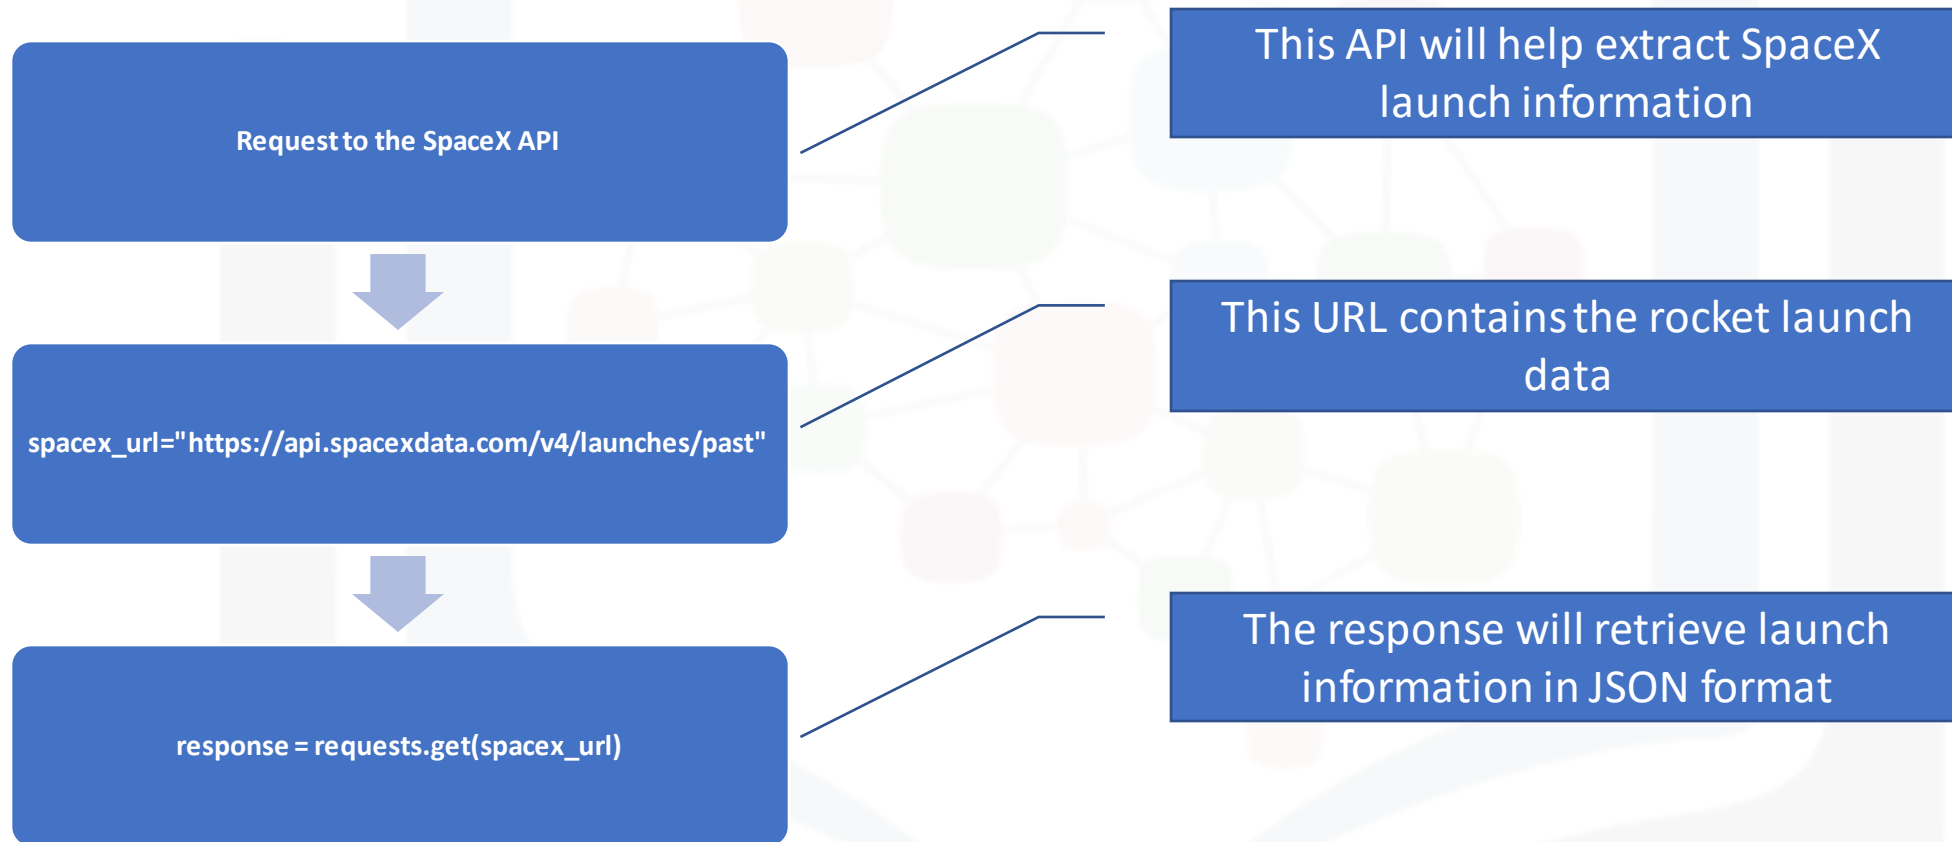 Request to the SpaceX API
This API will help extract SpaceX
launch information
spacex_url="https://api.spacexdata.com/v4/launches/past"
This URL contains the rocket launch
data
response = requests.get(spacex_url)
The response will retrieve launch
information in JSON format